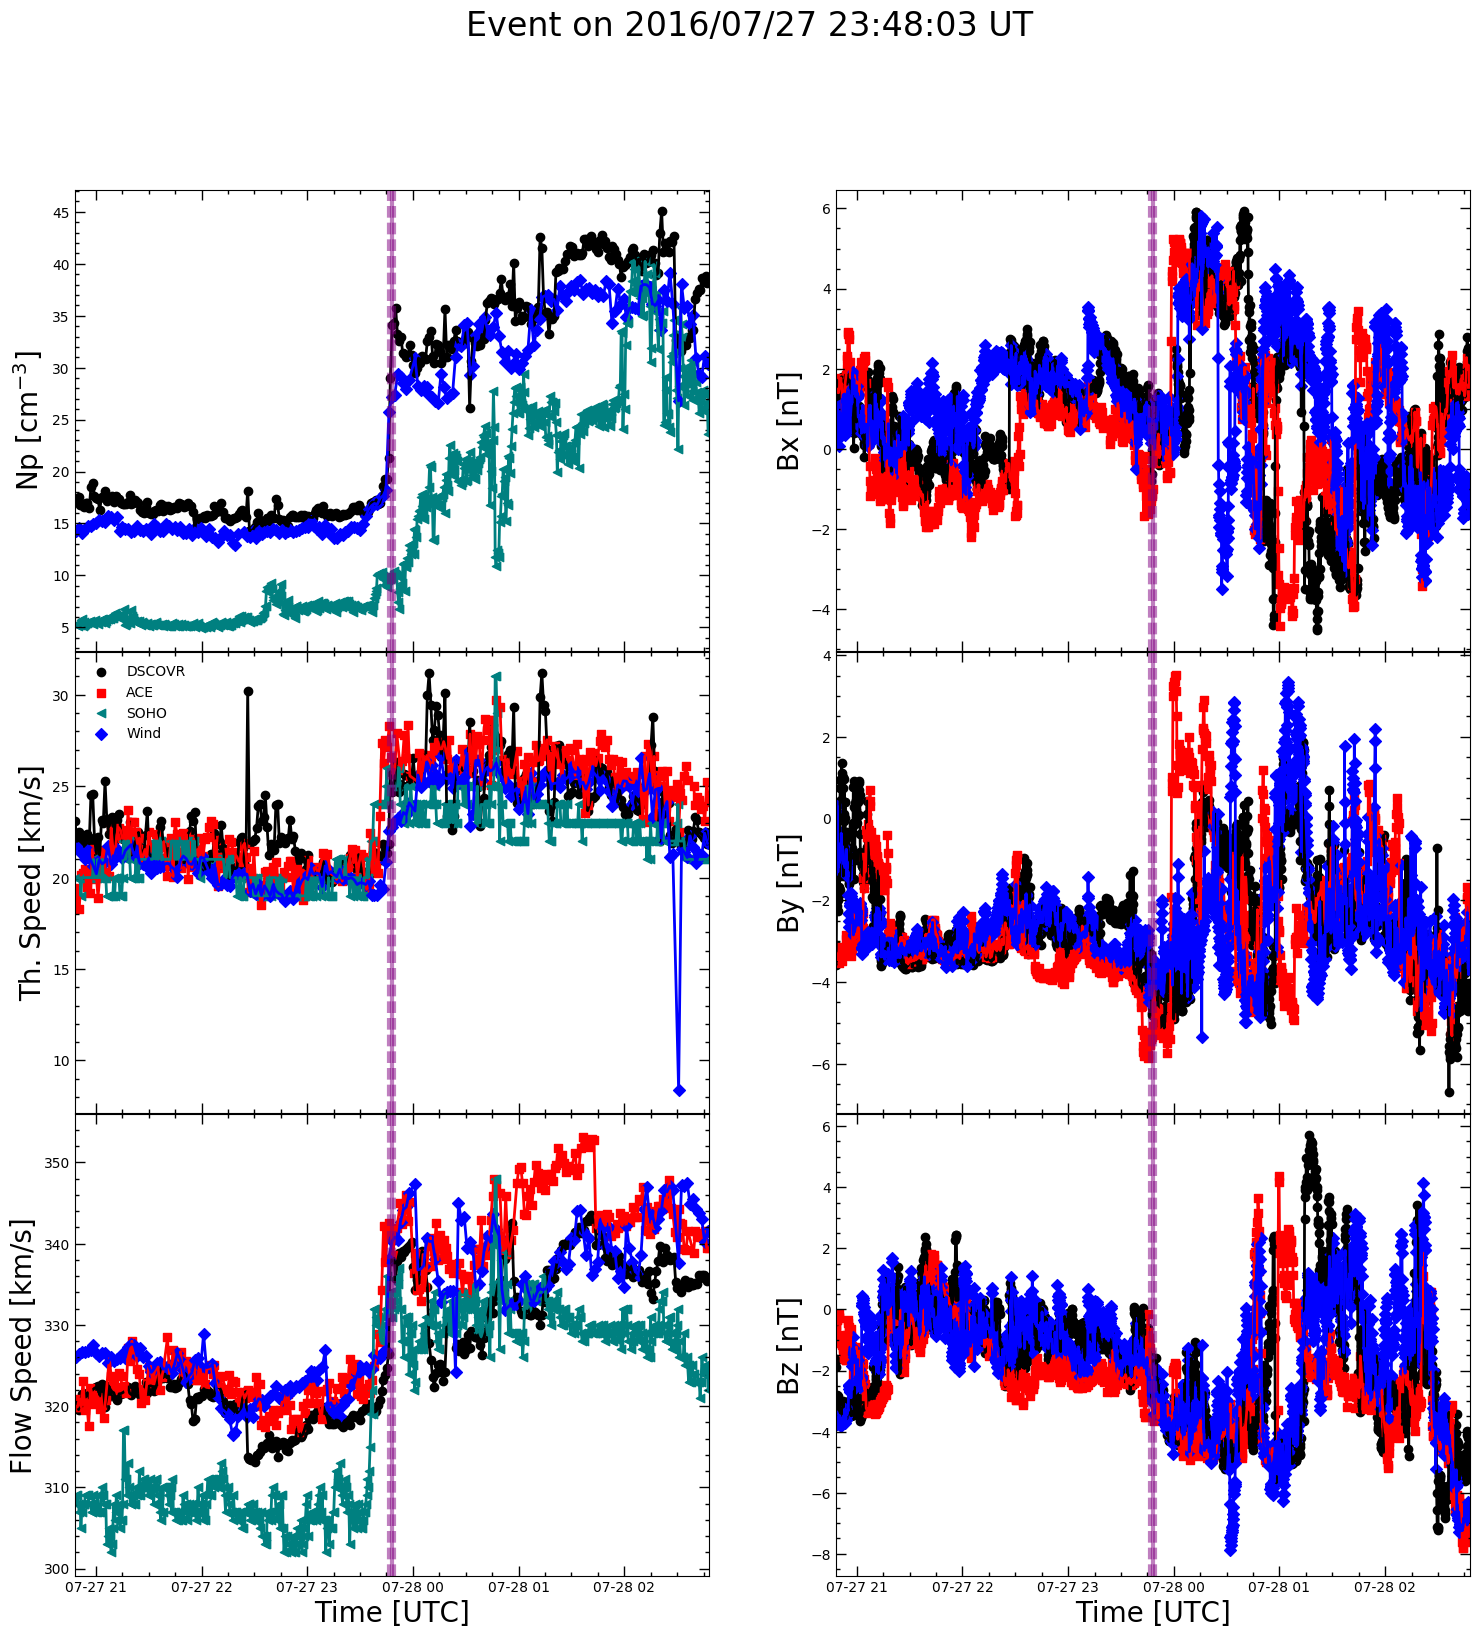 Event on 2016/07/27 23:48:03 UT
Np [cm⁻³]
45
40
35
30
25
20
15
10
5
Bx [nT]
6
4
2
0
−2
−4
Th. Speed [km/s]
30
25
20
15
10
DSCOVR
ACE
SOHO
Wind
By [nT]
4
2
0
−2
−4
−6
Flow Speed [km/s]
350
340
330
320
310
300
Bz [nT]
6
4
2
0
−2
−4
−6
−8
07-27 21 07-27 22 07-27 23 07-28 00 07-28 01 07-28 02
Time [UTC]
07-27 21 07-27 22 07-27 23 07-28 00 07-28 01 07-28 02
Time [UTC]